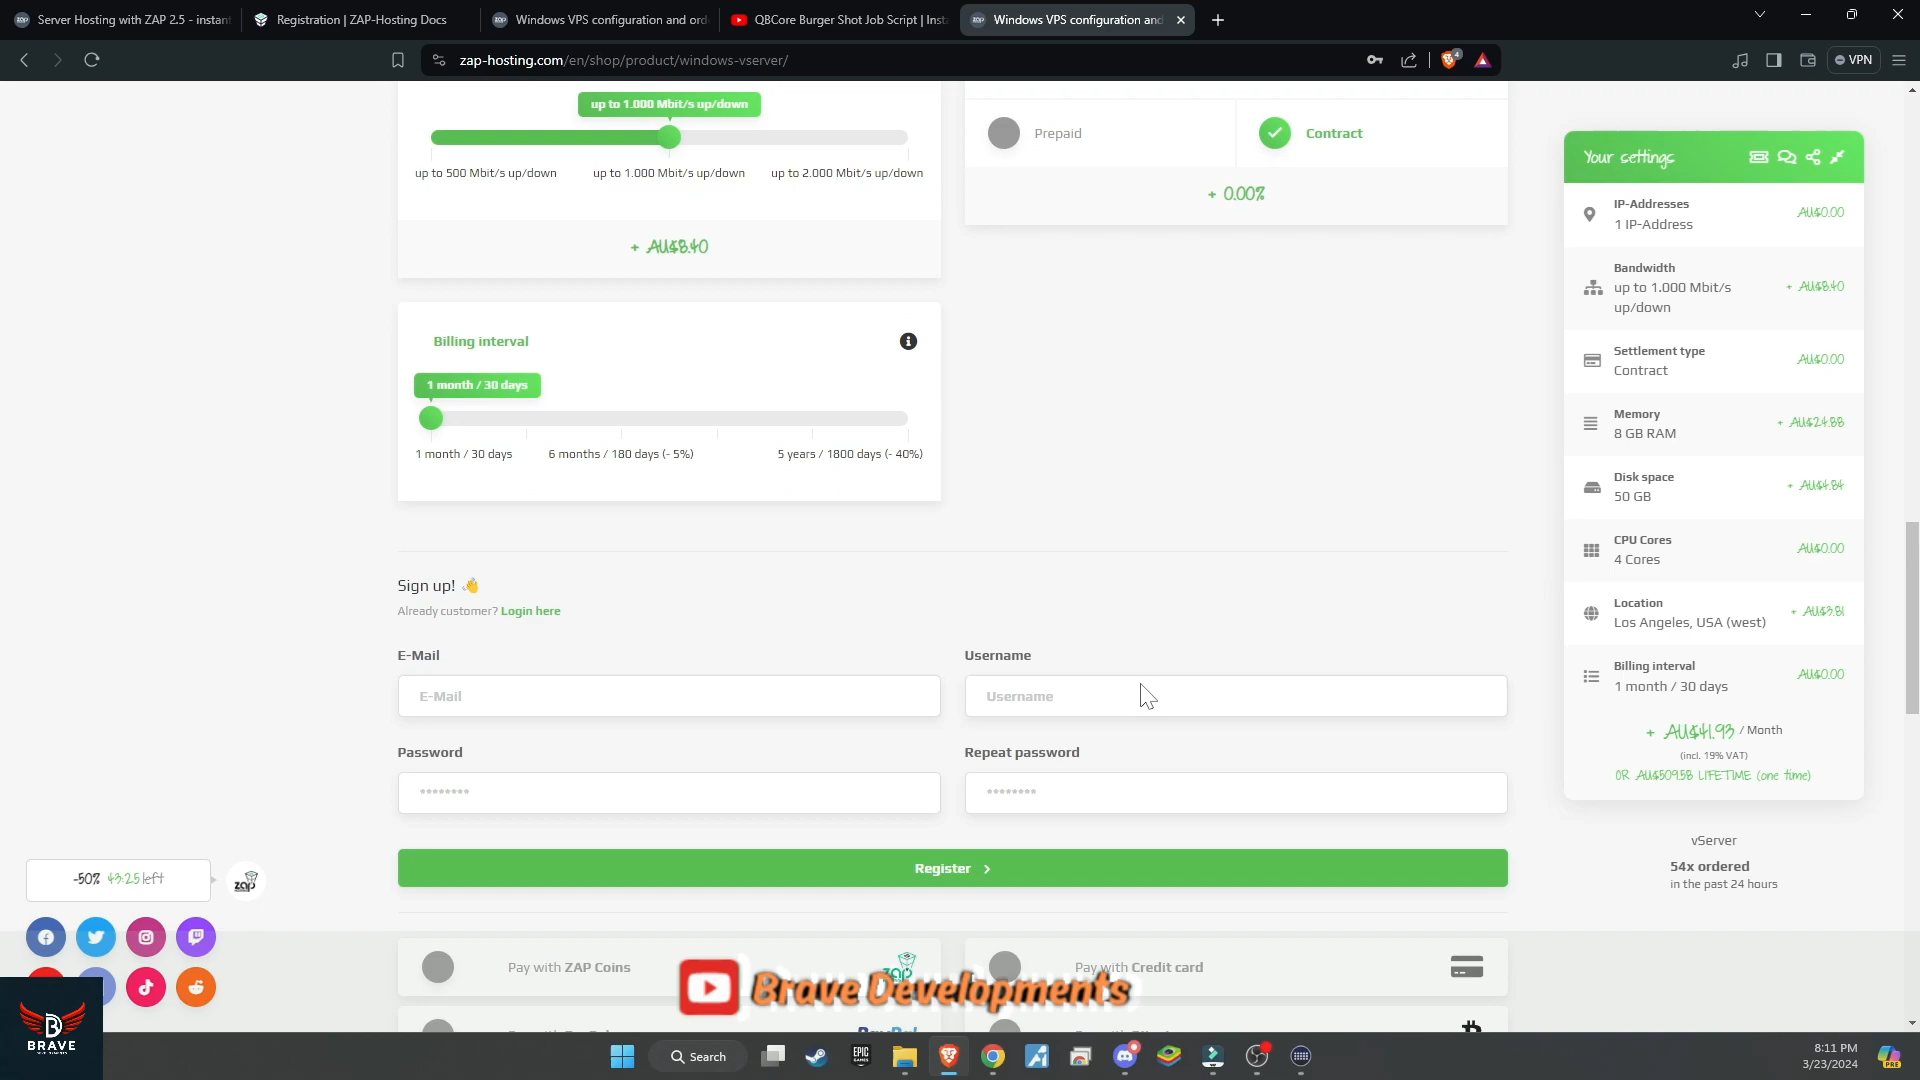 Server Hosting with ZAP 2.5 - instant
Registration | ZAP-Hosting Docs
Windows VPS configuration and ord
QBCore Burger Shot Job Script | Inst
Windows VPS configuration and
zap-hosting.com/en/shop/product/windows-vserver/
VPN
up to 1.000 Mbit/s up/down
up to 500 Mbit/s up/down
up to 1.000 Mbit/s up/down
up to 2.000 Mbit/s up/down
+ AU$8.40
Prepaid
Contract
+ 0.00%
Billing interval
1 month / 30 days
1 month / 30 days
6 months / 180 days (- 5%)
5 years / 1800 days (- 40%)
Sign up! 👋
Already customer? Login here
E-Mail
Username
E-Mail
Username
Password
Repeat password
********
********
Register
Pay with ZAP Coins
zap
Pay with Credit card
PayPal
Brave Developments
Your settings
IP-Addresses
1 IP-Address
AU$0.00
Bandwidth
up to 1.000 Mbit/s
up/down
+ AU$8.40
Settlement type
Contract
AU$0.00
Memory
8 GB RAM
+ AU$24.88
Disk space
50 GB
+ AU$4.84
CPU Cores
4 Cores
AU$0.00
Location
Los Angeles, USA (west)
+ AU$3.81
Billing interval
1 month / 30 days
AU$0.00
+ AU$41.93 / Month
(incl. 19% VAT)
OR AU$509.58 LIFETIME (one time)
vServer
54x ordered
in the past 24 hours
-50% 43:25 left
zap
BRAVE
Search
EPIC GAMES
8:11 PM
3/23/2024
PRE